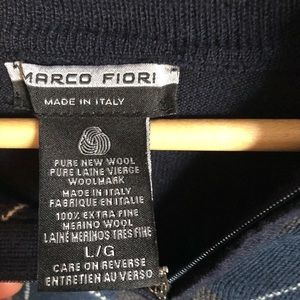 MARCO FIORI
MADE IN ITALY
PURE NEW WOOL
PURE LAINE VIERGE
WOOLMARK
MADE IN ITALY
FABRIQUÉ EN ITALIE
100% EXTRA FINE
MERINO WOOL
LAINE MERINOS TRES FINE
L/G
CARE ON REVERSE
ENTRETIEN AU VERSO